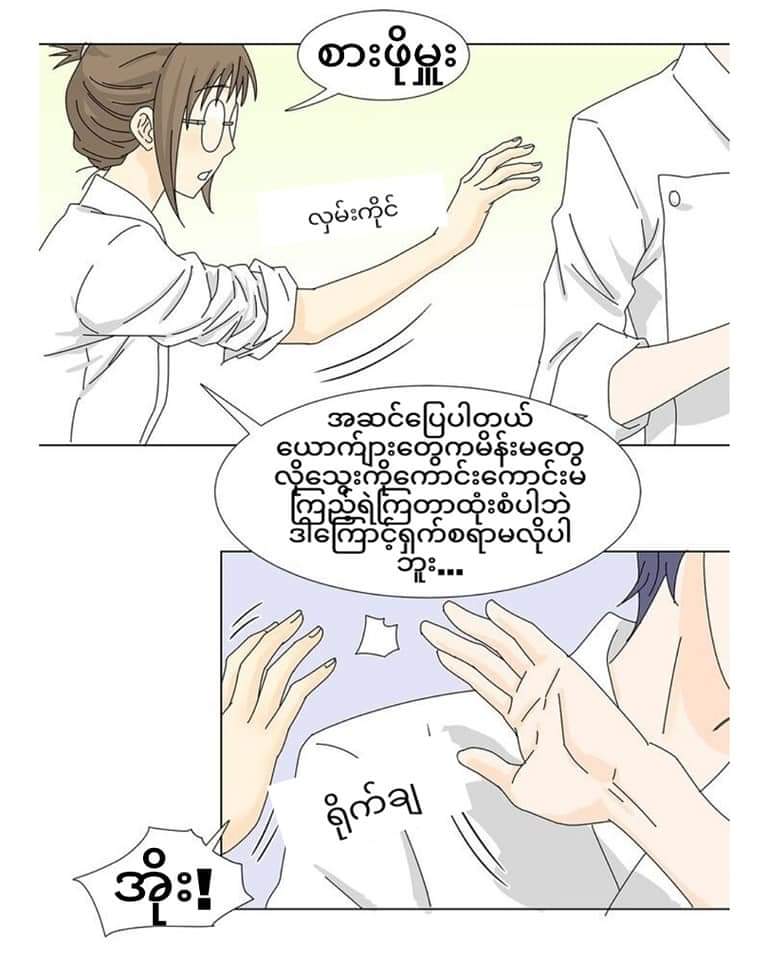 စားဖိုမှူး
လှမ်းကိုင်
အဆင်ပြေပါတယ်
ယောက်ျားတွေကမိန်းမတွေ
လိုသွေးကိုကောင်းကောင်းမ
ကြည့်ရဲကြတာထုံးစံပါဘဲ
ဒါကြောင့်ရှက်စရာမလိုပါ
ဘူး...
ရိုက်ချ
အိုး!